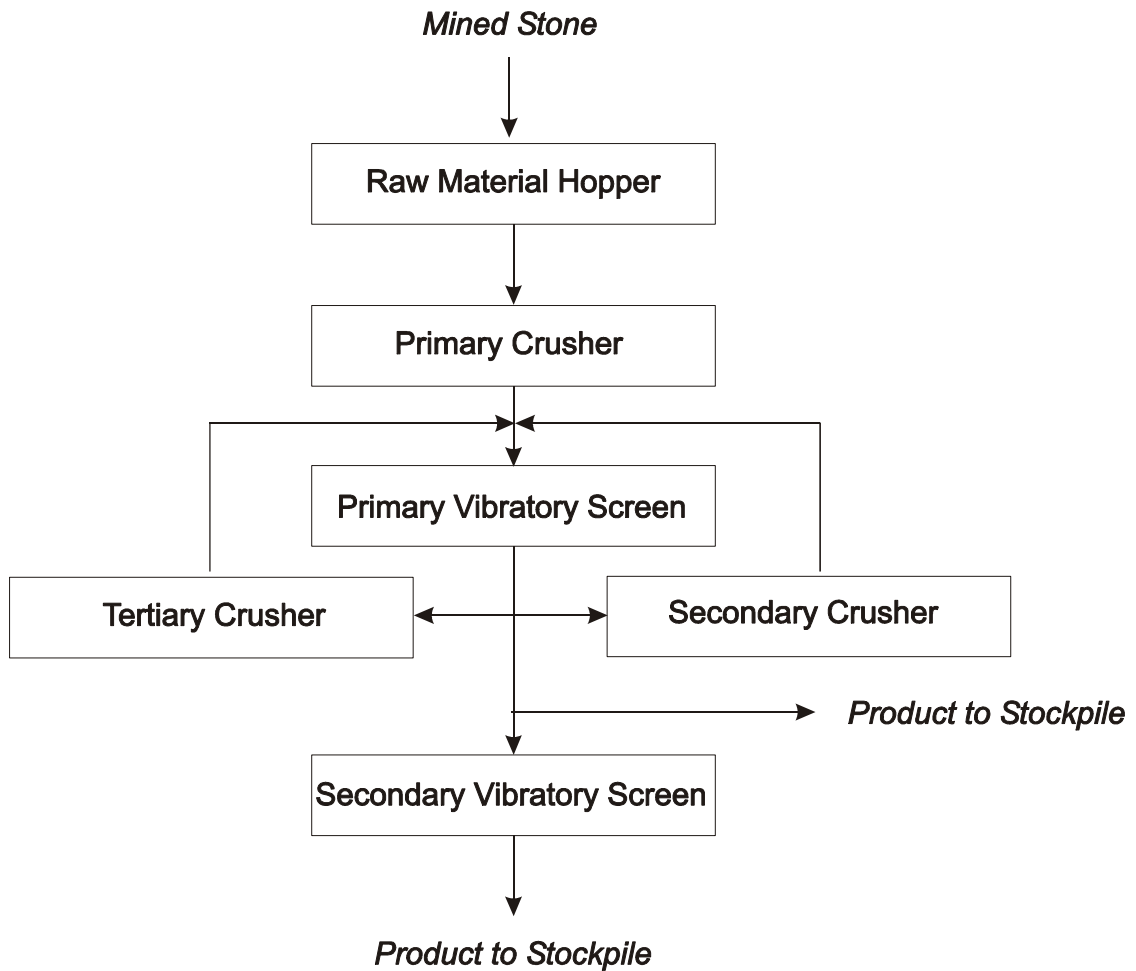 Mined Stone
Raw Material Hopper
Primary Crusher
Primary Vibratory Screen
Tertiary Crusher
Secondary Crusher
Product to Stockpile
Secondary Vibratory Screen
Product to Stockpile